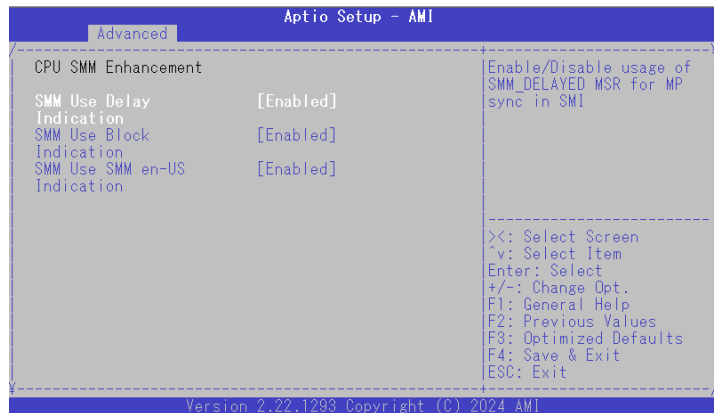 Aptio Setup - AMI
Advanced
CPU SMM Enhancement
SMM Use Delay Indication [Enabled]
SMM Use Block Indication [Enabled]
SMM Use SMM en-US Indication [Enabled]
Enable/Disable usage of
SMM_DELAYED MSR for MP
sync in SMI
><: Select Screen
^v: Select Item
Enter: Select
+/-: Change Opt.
F1: General Help
F2: Previous Values
F3: Optimized Defaults
F4: Save & Exit
ESC: Exit
Version 2.22.1293 Copyright (C) 2024 AMI